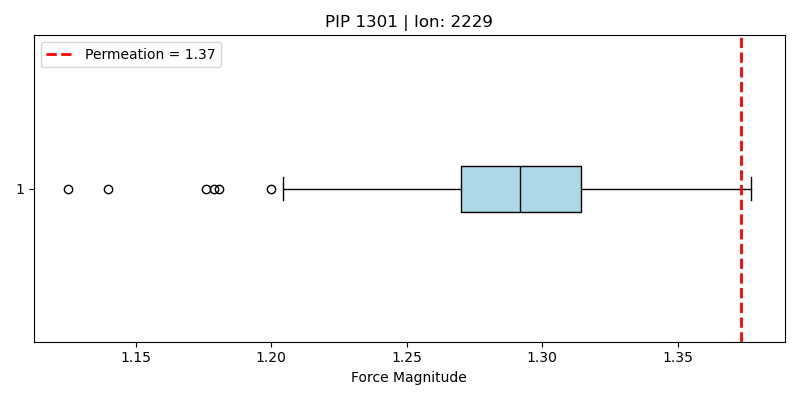 PIP 1301 | Ion: 2229
Permeation = 1.37
1
1.15 1.20 1.25 1.30 1.35
Force Magnitude